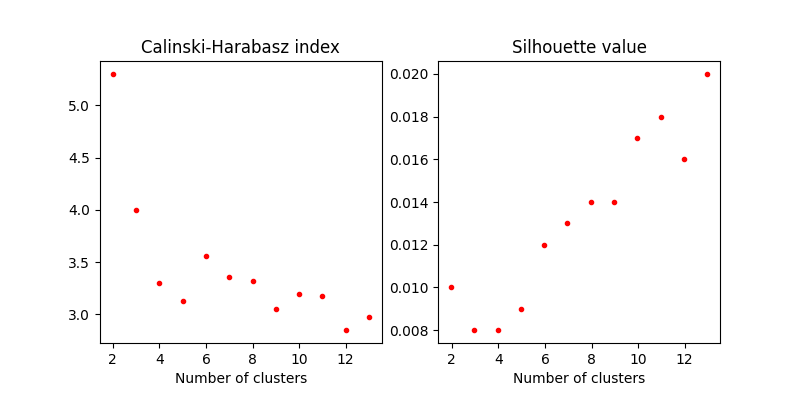 Calinski-Harabasz index
5.0
4.5
4.0
3.5
3.0
2 4 6 8 10 12
Number of clusters
Silhouette value
0.020
0.018
0.016
0.014
0.012
0.010
0.008
2 4 6 8 10 12
Number of clusters